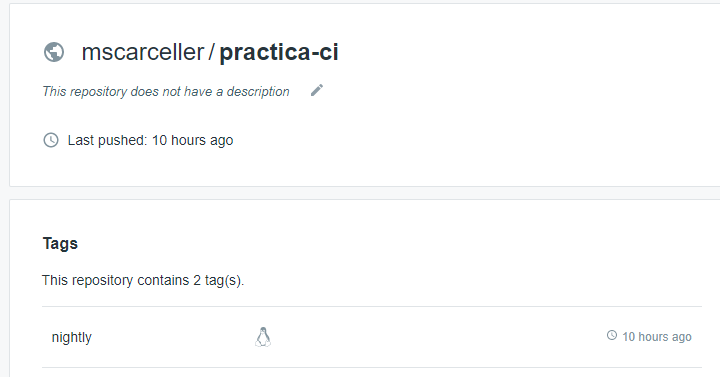 mscarceller / practica-ci
This repository does not have a description
Last pushed: 10 hours ago
Tags
This repository contains 2 tag(s).
nightly 10 hours ago